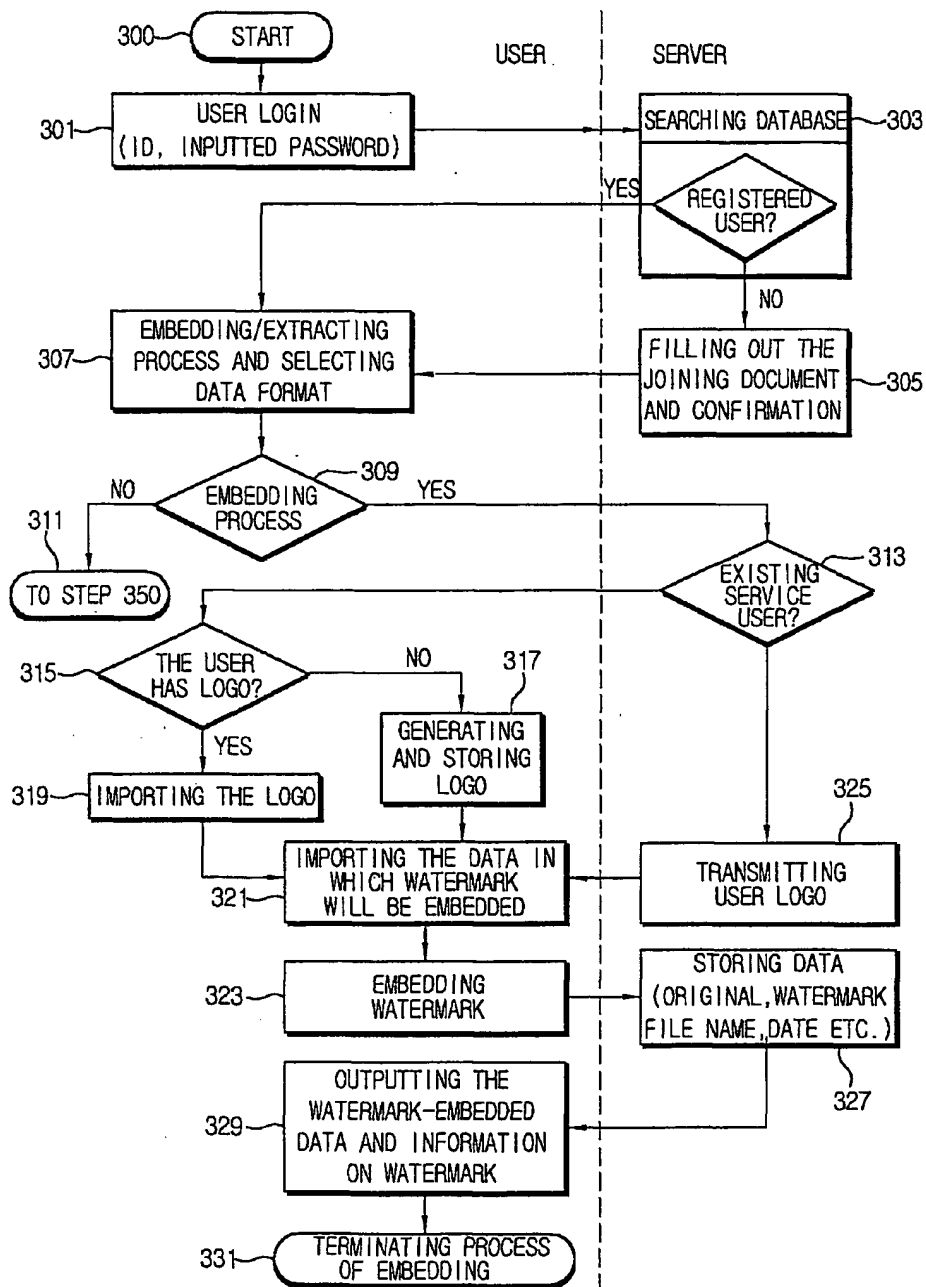 300
START
USER
SERVER
301
USER LOGIN
(ID, INPUTTED PASSWORD)
SEARCHING DATABASE
303
YES
REGISTERED
USER?
NO
307
EMBEDDING/EXTRACTING
PROCESS AND SELECTING
DATA FORMAT
FILLING OUT THE
JOINING DOCUMENT
AND CONFIRMATION
305
309
NO
EMBEDDING
PROCESS
YES
311
TO STEP 350
313
EXISTING
SERVICE
USER?
315
THE USER
HAS LOGO?
NO
317
YES
GENERATING
AND STORING
LOGO
319
IMPORTING THE LOGO
325
321
IMPORTING THE DATA IN
WHICH WATERMARK
WILL BE EMBEDDED
TRANSMITTING
USER LOGO
323
EMBEDDING
WATERMARK
STORING DATA
(ORIGINAL,WATERMARK
FILE NAME,DATE ETC.)
327
329
OUTPUTTING THE
WATERMARK-EMBEDDED
DATA AND INFORMATION
ON WATERMARK
331
TERMINATING PROCESS
OF EMBEDDING